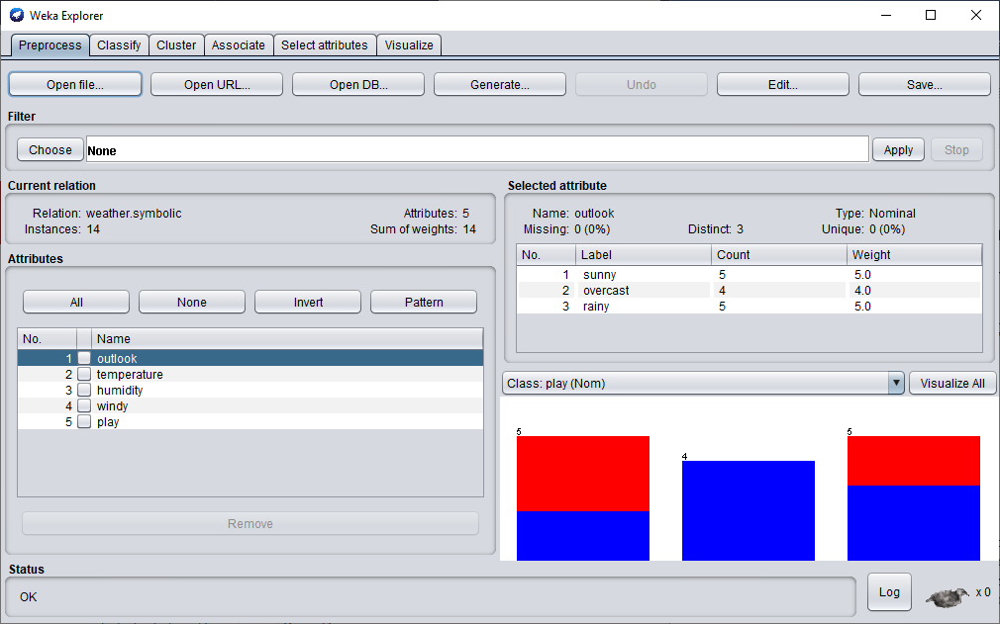 Weka Explorer
Preprocess Classify Cluster Associate Select attributes Visualize
Open file... Open URL... Open DB... Generate... Undo Edit... Save...
Filter
Choose None Apply Stop
Current relation
Relation: weather.symbolic Attributes: 5
Instances: 14 Sum of weights: 14
Attributes
All None Invert Pattern
No. Name
1 outlook
2 temperature
3 humidity
4 windy
5 play
Remove
Selected attribute
Name: outlook Type: Nominal
Missing: 0 (0%) Distinct: 3 Unique: 0 (0%)
No. Label Count Weight
1 sunny 5 5.0
2 overcast 4 4.0
3 rainy 5 5.0
Class: play (Nom) Visualize All
5 4 5
Status
OK Log x 0